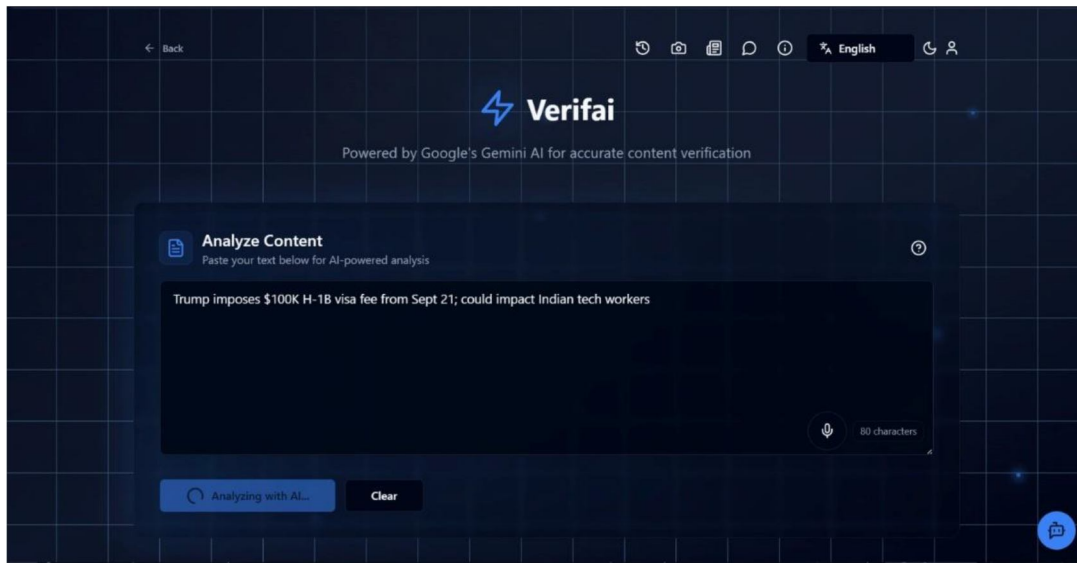 Back
English
Verifai
Powered by Google's Gemini AI for accurate content verification
Analyze Content
Paste your text below for AI-powered analysis
Trump imposes $100K H-1B visa fee from Sept 21; could impact Indian tech workers
80 characters
Analyzing with AI...
Clear